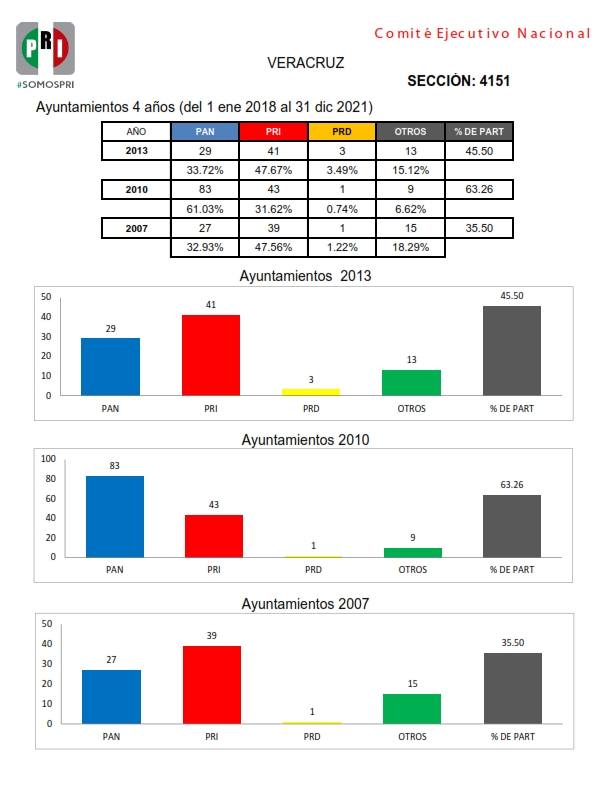 Comité Ejecutivo Nacional
PRI
#SOMOSPRI
VERACRUZ
SECCIÓN: 4151
Ayuntamientos 4 años (del 1 ene 2018 al 31 dic 2021)
AÑO PAN PRI PRD OTROS % DE PART
2013 29 41 3 13 45.50
33.72% 47.67% 3.49% 15.12%
2010 83 43 1 9 63.26
61.03% 31.62% 0.74% 6.62%
2007 27 39 1 15 35.50
32.93% 47.56% 1.22% 18.29%
Ayuntamientos 2013
50
40
30
20
10
0
29 41 3 13 45.50
PAN PRI PRD OTROS % DE PART
Ayuntamientos 2010
100
80
60
40
20
0
83 43 1 9 63.26
PAN PRI PRD OTROS % DE PART
Ayuntamientos 2007
50
40
30
20
10
0
27 39 1 15 35.50
PAN PRI PRD OTROS % DE PART